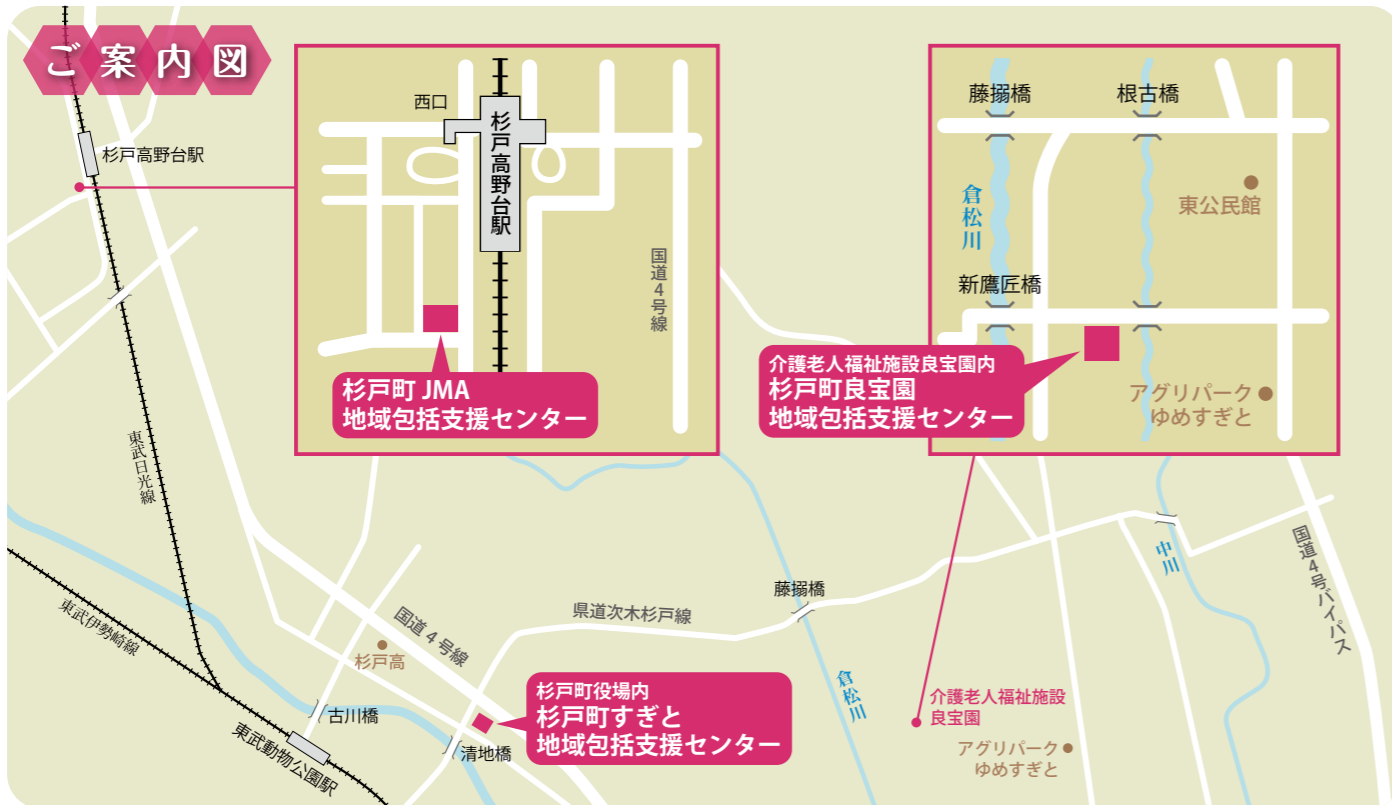 ご案内図
杉戸高野台駅
東武日光線
東武伊勢崎線
東武動物公園駅
西口
杉戸高野台駅
国道4号線
杉戸町 JMA
地域包括支援センター
藤搦橋
根古橋
倉松川
東公民館
新鷹匠橋
介護老人福祉施設良宝園内
杉戸町良宝園
地域包括支援センター
アグリパーク
ゆめすぎと
国道4号線
杉戸高
古川橋
清地橋
杉戸町役場内
杉戸町すぎと
地域包括支援センター
県道次木杉戸線
藤搦橋
倉松川
中川
国道4号バイパス
介護老人福祉施設
良宝園
アグリパーク
ゆめすぎと